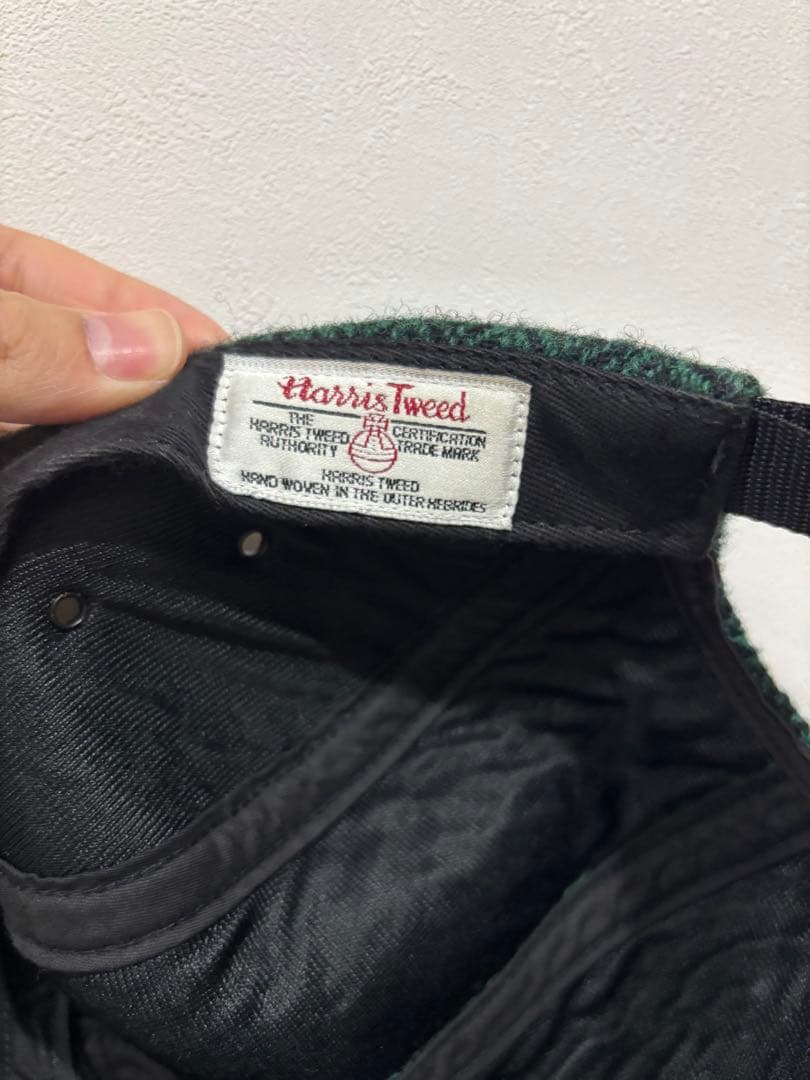 Harris Tweed
THE
HARRIS TWEED
AUTHORITY
CERTIFICATION
TRADE MARK
HARRIS TWEED
HAND WOVEN IN THE OUTER HEBRIDES